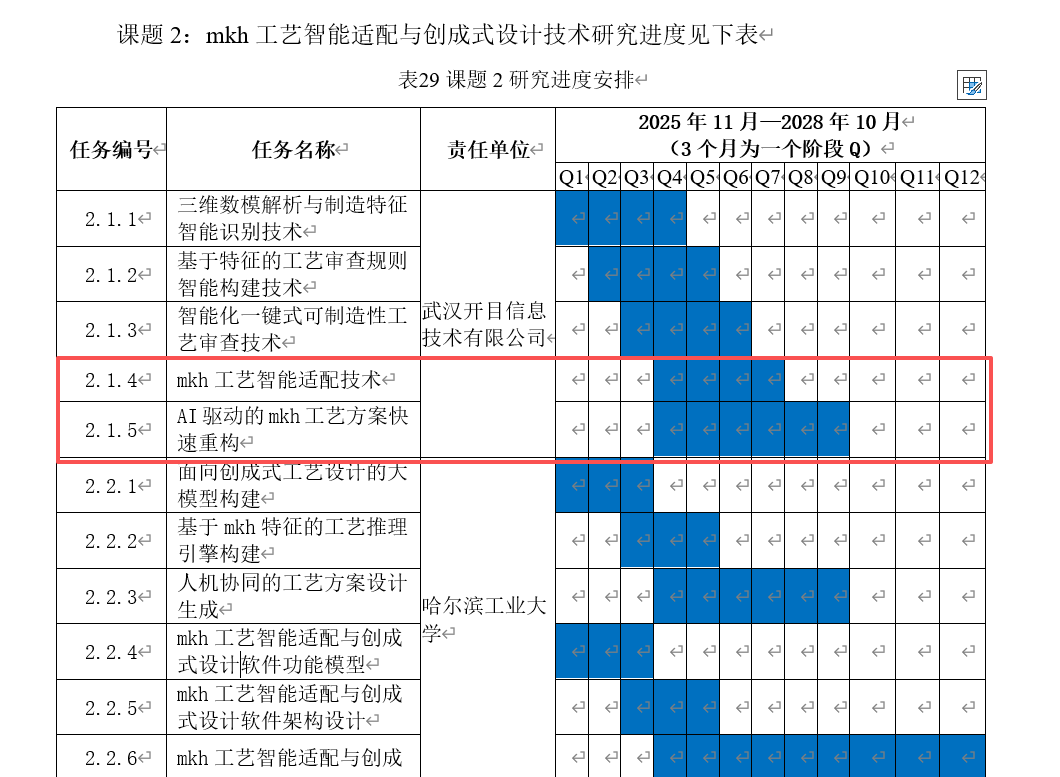 课题 2：mkh 工艺智能适配与创成式设计技术研究进度见下表
表29 课题 2 研究进度安排
任务编号 任务名称 责任单位 2025 年 11 月—2028 年 10 月
（3 个月为一个阶段 Q）
Q1 Q2 Q3 Q4 Q5 Q6 Q7 Q8 Q9 Q10 Q11 Q12
2.1.1 三维数模解析与制造特征
智能识别技术
2.1.2 基于特征的工艺审查规则
智能构建技术
2.1.3 智能化一键式可制造性工
艺审查技术
武汉开目信息
技术有限公司
2.1.4 mkh 工艺智能适配技术
2.1.5 AI 驱动的 mkh 工艺方案快
速重构
2.2.1 面向创成式工艺设计的大
模型构建
2.2.2 基于 mkh 特征的工艺推理
引擎构建
2.2.3 人机协同的工艺方案设计
生成
哈尔滨工业大
学
2.2.4 mkh 工艺智能适配与创成
式设计软件功能模型
2.2.5 mkh 工艺智能适配与创成
式设计软件架构设计
2.2.6 mkh 工艺智能适配与创成